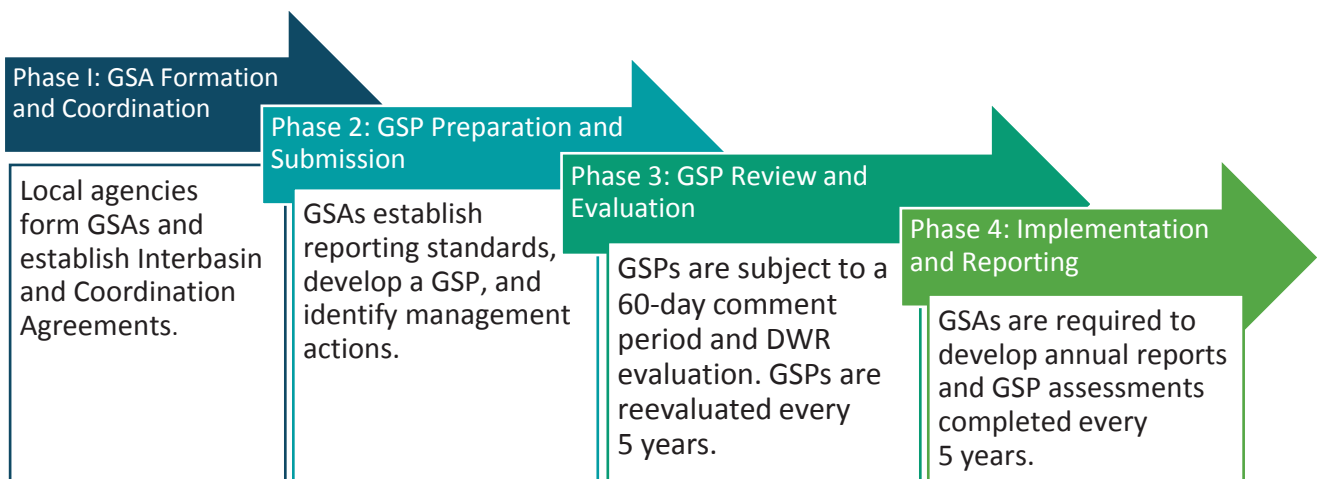 Phase I: GSA Formation
and Coordination
Local agencies
form GSAs and
establish Interbasin
and Coordination
Agreements.
Phase 2: GSP Preparation and
Submission
GSAs establish
reporting standards,
develop a GSP, and
identify management
actions.
Phase 3: GSP Review and
Evaluation
GSPs are subject to a
60-day comment
period and DWR
evaluation. GSPs are
reevaluated every
5 years.
Phase 4: Implementation
and Reporting
GSAs are required to
develop annual reports
and GSP assessments
completed every
5 years.